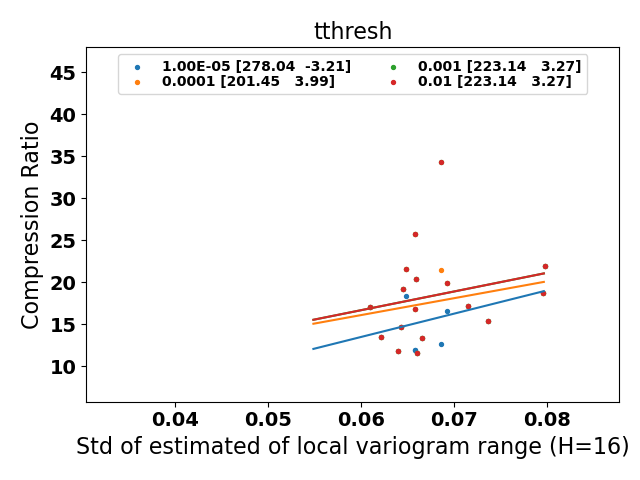 tthresh
1.00E-05 [278.04  -3.21]
0.0001 [201.45   3.99]
0.001 [223.14   3.27]
0.01 [223.14   3.27]
Compression Ratio
45
40
35
30
25
20
15
10
0.04 0.05 0.06 0.07 0.08
Std of estimated of local variogram range (H=16)